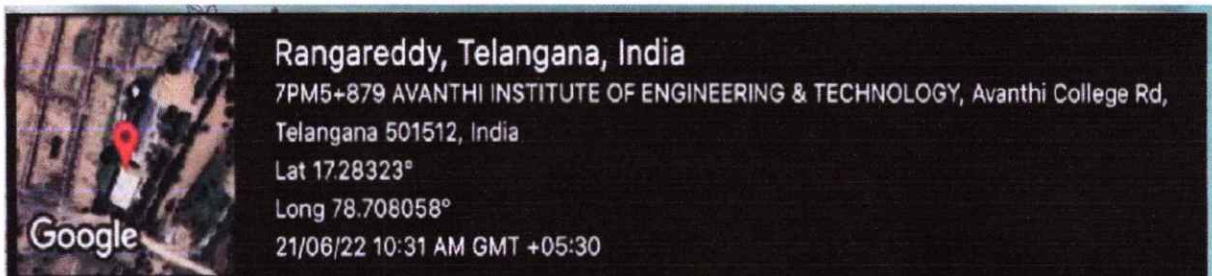 Rangareddy, Telangana, India
7PM5+879 AVANTHI INSTITUTE OF ENGINEERING & TECHNOLOGY, Avanthi College Rd,
Telangana 501512, India
Lat 17.28323°
Long 78.708058°
21/06/22 10:31 AM GMT +05:30
Google